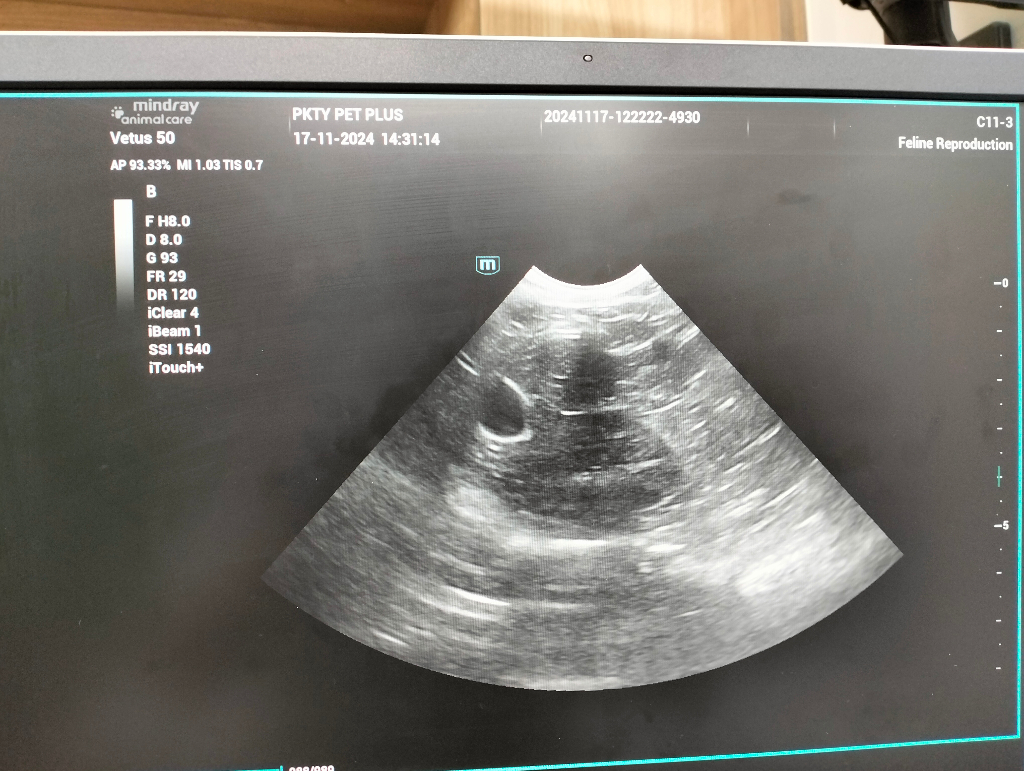 mindray
animal care
PKTY PET PLUS
20241117-122222-4930
C11-3
Vetus 50
17-11-2024 14:31:14
Feline Reproduction
AP 93.33% MI 1.03 TIS 0.7
B
F H8.0
D 8.0
G 93
FR 29
DR 120
iClear 4
iBeam 1
SSI 1540
iTouch+
m
0
5